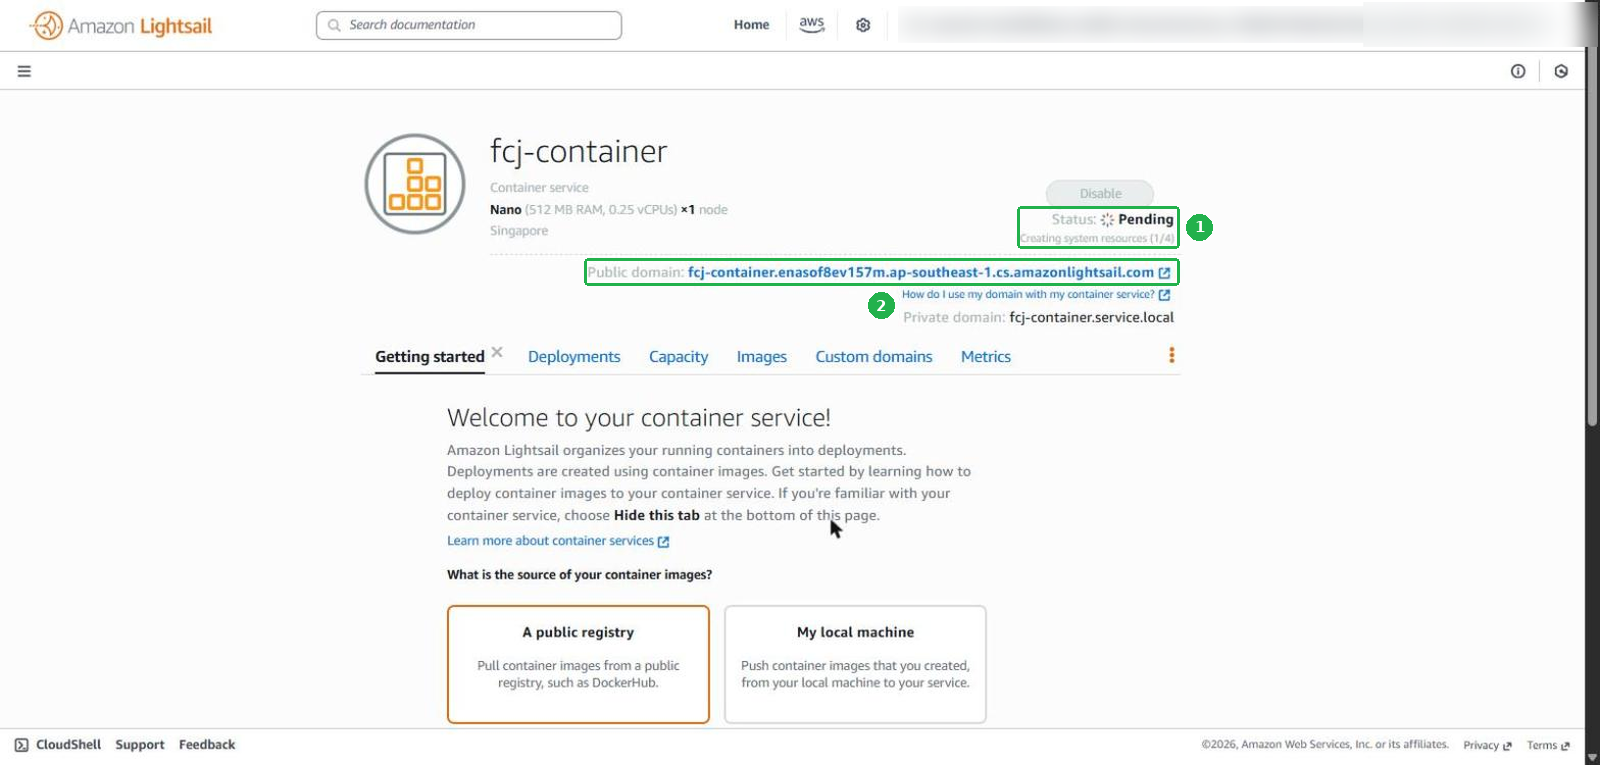 Amazon Lightsail
Search documentation
Home
aws
fcj-container
Container service
Nano (512 MB RAM, 0.25 vCPUs) ×1 node
Singapore
Disable
Status: Pending
Creating system resources (1/4)
1
Public domain: fcj-container.enasof8ev157m.ap-southeast-1.cs.amazonlightsail.com
2
How do I use my domain with my container service?
Private domain: fcj-container.service.local
Getting started Deployments Capacity Images Custom domains Metrics
Welcome to your container service!
Amazon Lightsail organizes your running containers into deployments.
Deployments are created using container images. Get started by learning how to
deploy container images to your container service. If you're familiar with your
container service, choose Hide this tab at the bottom of this page.
Learn more about container services
What is the source of your container images?
A public registry
Pull container images from a public
registry, such as DockerHub.
My local machine
Push container images that you created,
from your local machine to your service.
CloudShell Support Feedback
©2026, Amazon Web Services, Inc. or its affiliates. Privacy Terms